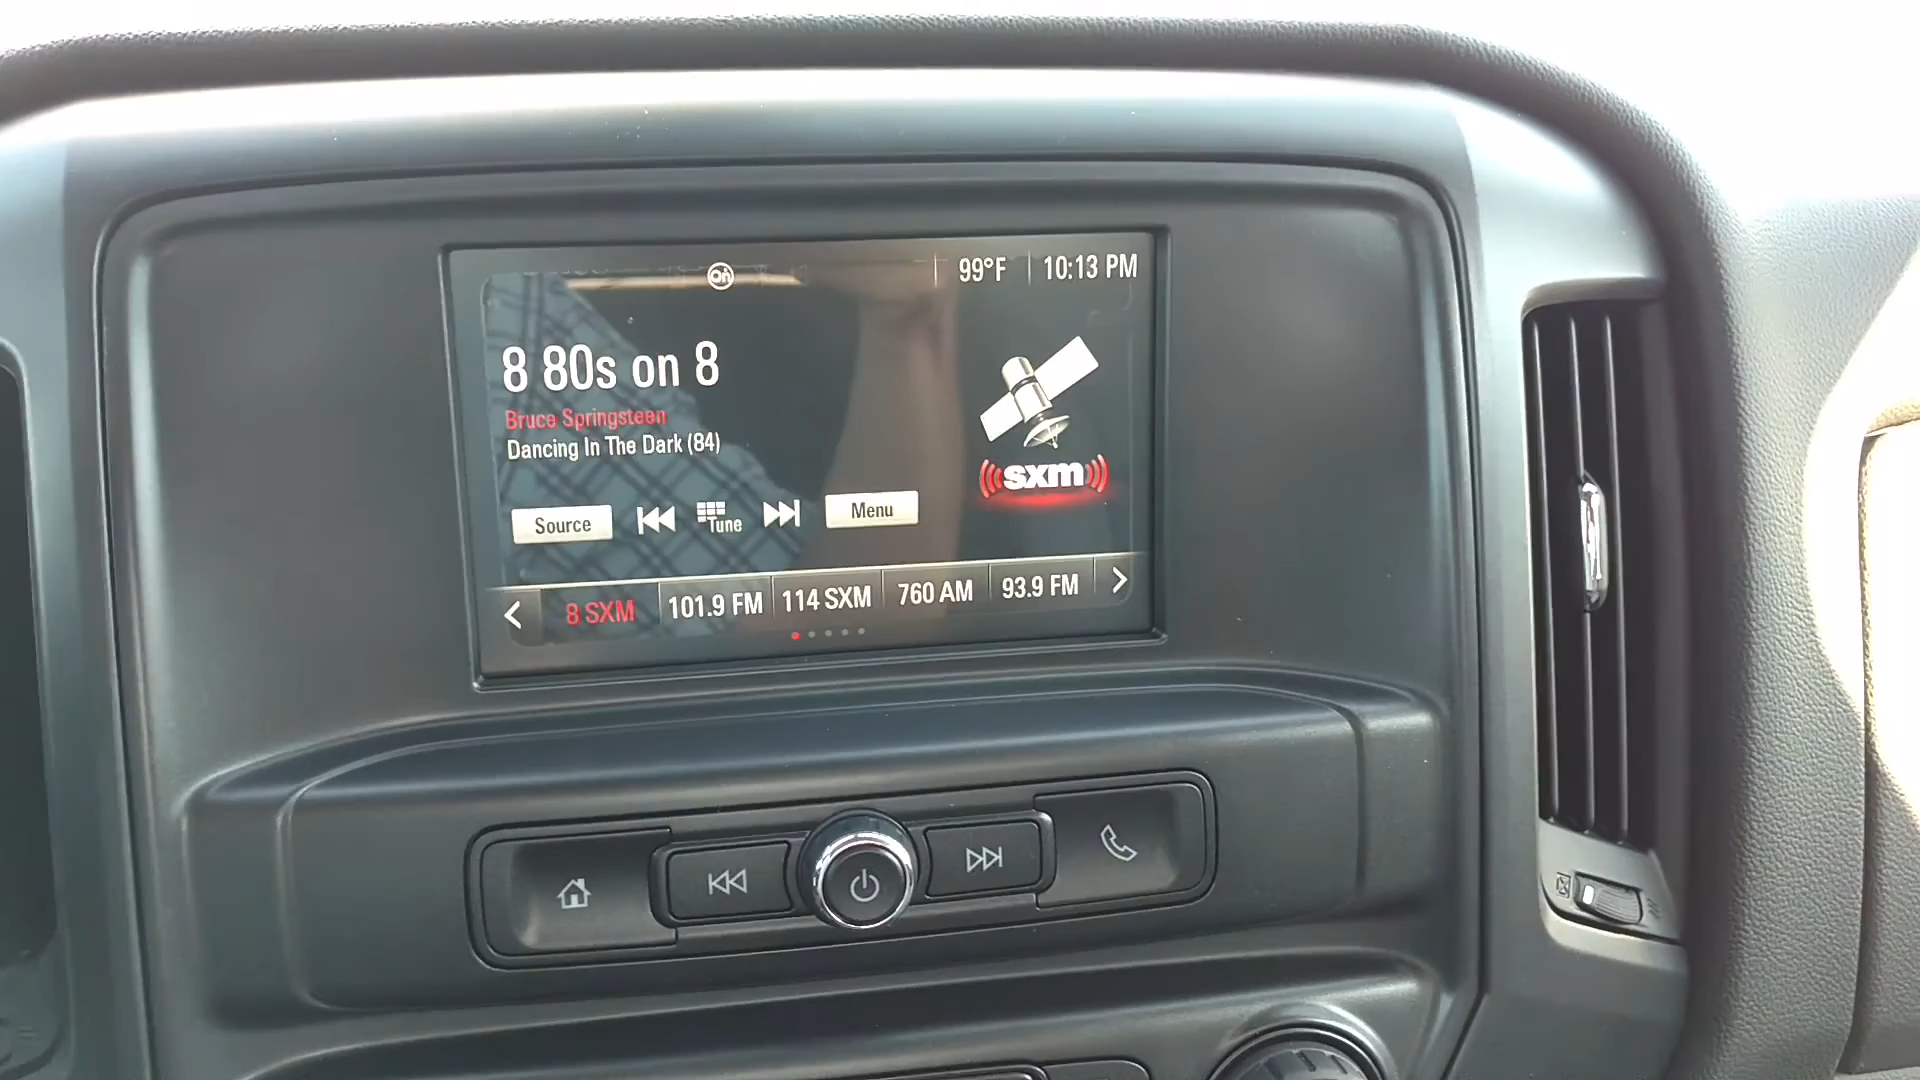 On 99°F 10:13 PM
8 80s on 8
Bruce Springsteen
Dancing In The Dark (84)
sxm
Source Tune Menu
8 SXM 101.9 FM 114 SXM 760 AM 93.9 FM